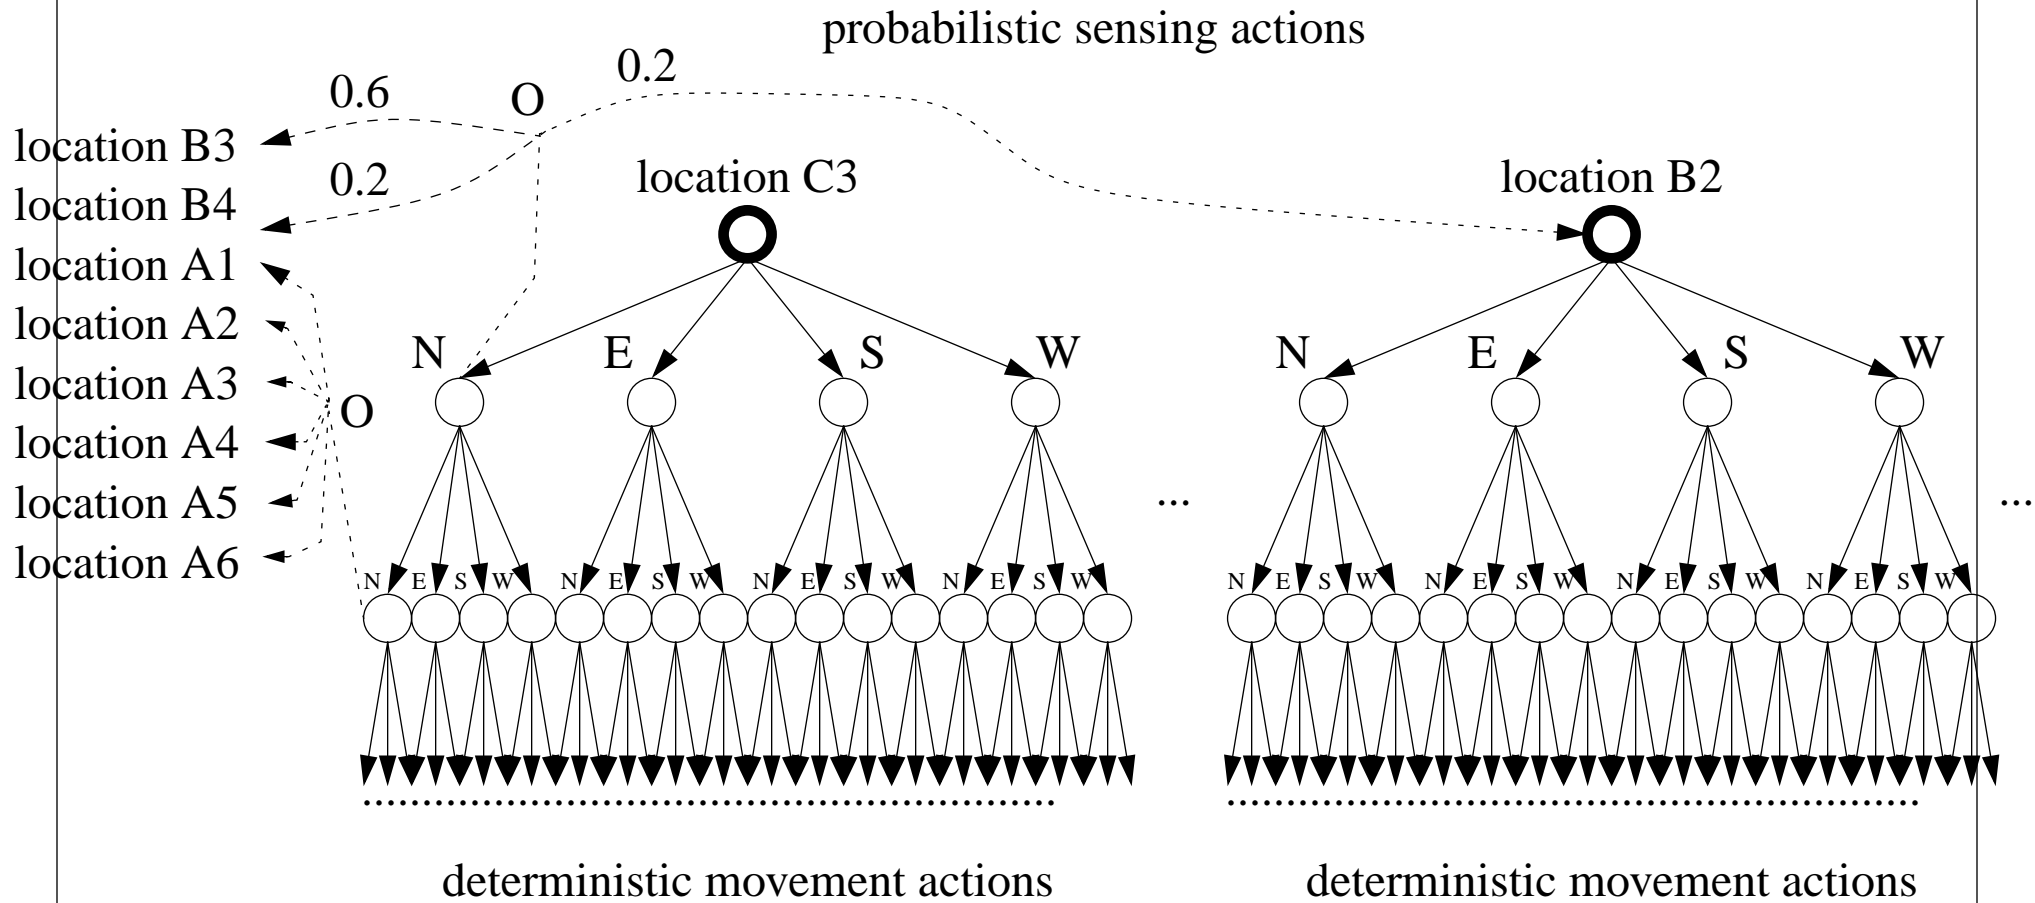 probabilistic sensing actions
0.6 O 0.2
location B3
0.2
location C3 location B2
location B4
location A1
location A2
N E S W N E S W
location A3
O
location A4
location A5
... ...
location A6
N E S W N E S W N E S W N E S W N E S W N E S W N E S W N E S W
deterministic movement actions deterministic movement actions